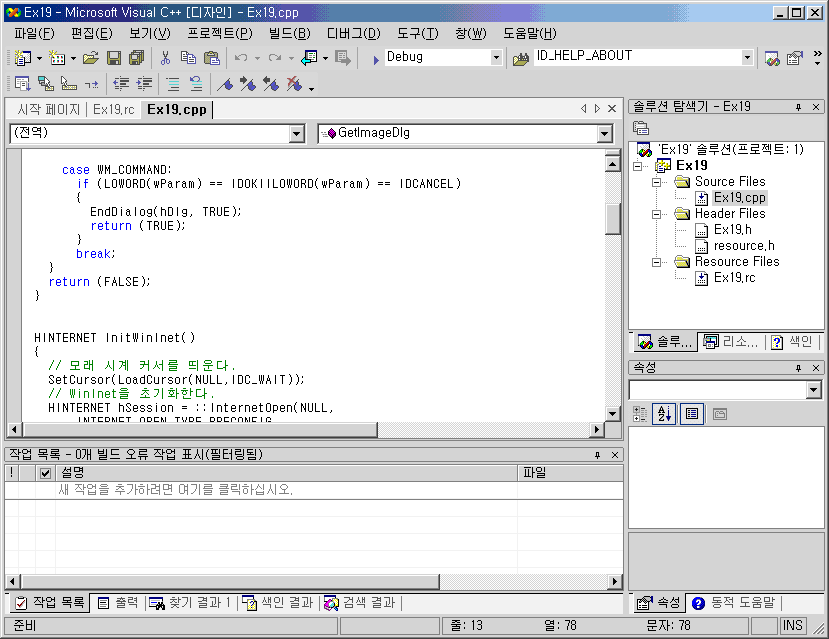 Ex19 - Microsoft Visual C++ [디자인] - Ex19.cpp
파일(F) 편집(E) 보기(V) 프로젝트(P) 빌드(B) 디버그(D) 도구(T) 창(W) 도움말(H)
Debug ID_HELP_ABOUT
시작 페이지 Ex19.rc Ex19.cpp
(전역) GetImageDlg
case WM_COMMAND:
if (LOWORD(wParam) == IDOK||LOWORD(wParam) == IDCANCEL)
{
EndDialog(hDlg, TRUE);
return (TRUE);
}
break;
}
return (FALSE);
}
HINTERNET InitWinInet()
{
// 모래 시계 커서를 띄운다.
SetCursor(LoadCursor(NULL,IDC_WAIT));
// WinInet을 초기화한다.
HINTERNET hSession = ::InternetOpen(NULL,
INTERNET_OPEN_TYPE_PRECONFIG
솔루션 탐색기 - Ex19
'Ex19' 솔루션(프로젝트: 1)
Ex19
Source Files
Ex19.cpp
Header Files
Ex19.h
resource.h
Resource Files
Ex19.rc
솔루... 리소... 색인
속성
작업 목록 - 0개 빌드 오류 작업 표시(필터링됨)
! 설명 파일
새 작업을 추가하려면 여기를 클릭하십시오.
작업 목록 출력 찾기 결과 1 색인 결과 검색 결과
속성 동적 도움말
준비 줄: 13 열: 78 문자: 78 INS